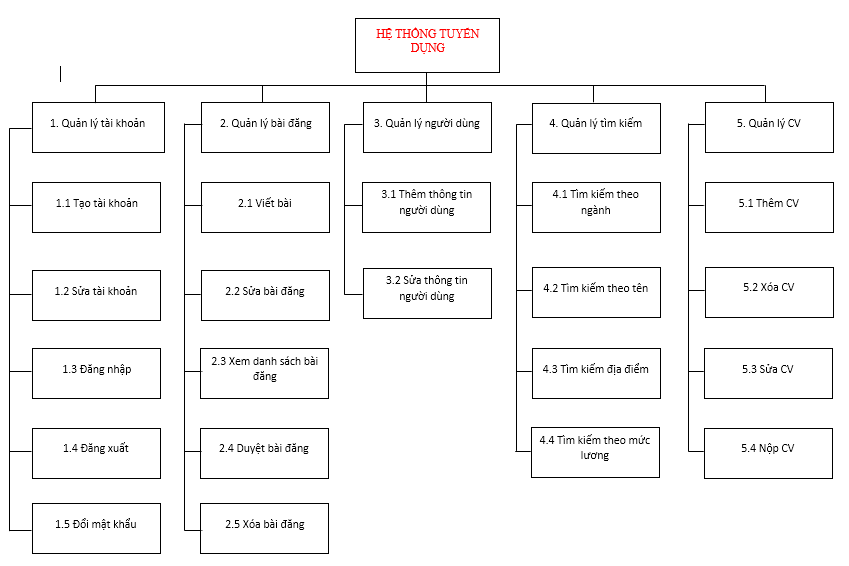 HỆ THỐNG TUYỂN
DỤNG
1. Quản lý tài khoản
2. Quản lý bài đăng
3. Quản lý người dùng
4. Quản lý tìm kiếm
5. Quản lý CV
1.1 Tạo tài khoản
2.1 Viết bài
3.1 Thêm thông tin
người dùng
4.1 Tìm kiếm theo
ngành
5.1 Thêm CV
1.2 Sửa tài khoản
2.2 Sửa bài đăng
3.2 Sửa thông tin
người dùng
4.2 Tìm kiếm theo tên
5.2 Xóa CV
1.3 Đăng nhập
2.3 Xem danh sách bài
đăng
4.3 Tìm kiếm địa điểm
5.3 Sửa CV
1.4 Đăng xuất
2.4 Duyệt bài đăng
4.4 Tìm kiếm theo mức
lương
5.4 Nộp CV
1.5 Đổi mật khẩu
2.5 Xóa bài đăng